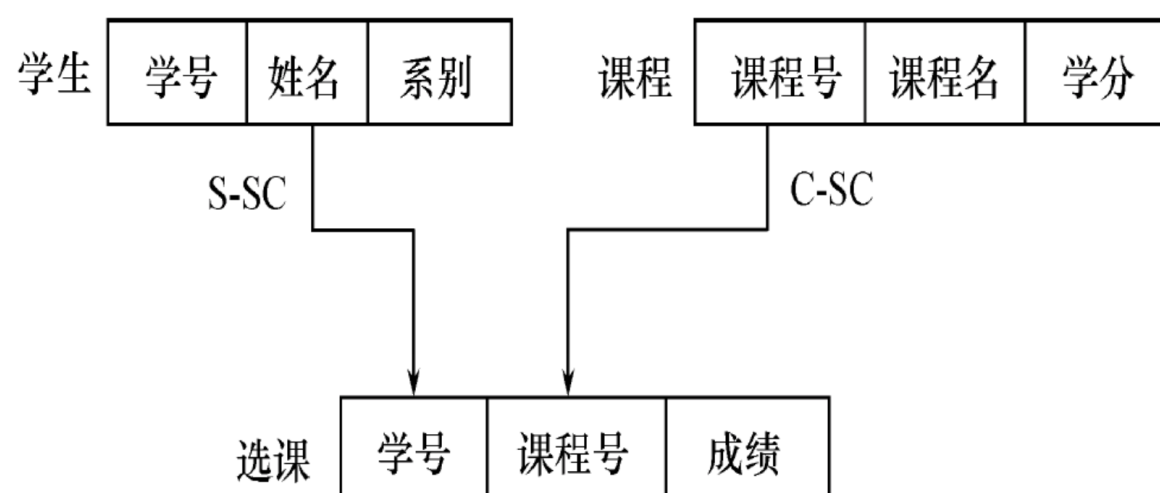 学生 学号 姓名 系别 课程 课程号 课程名 学分
S-SC C-SC
选课 学号 课程号 成绩